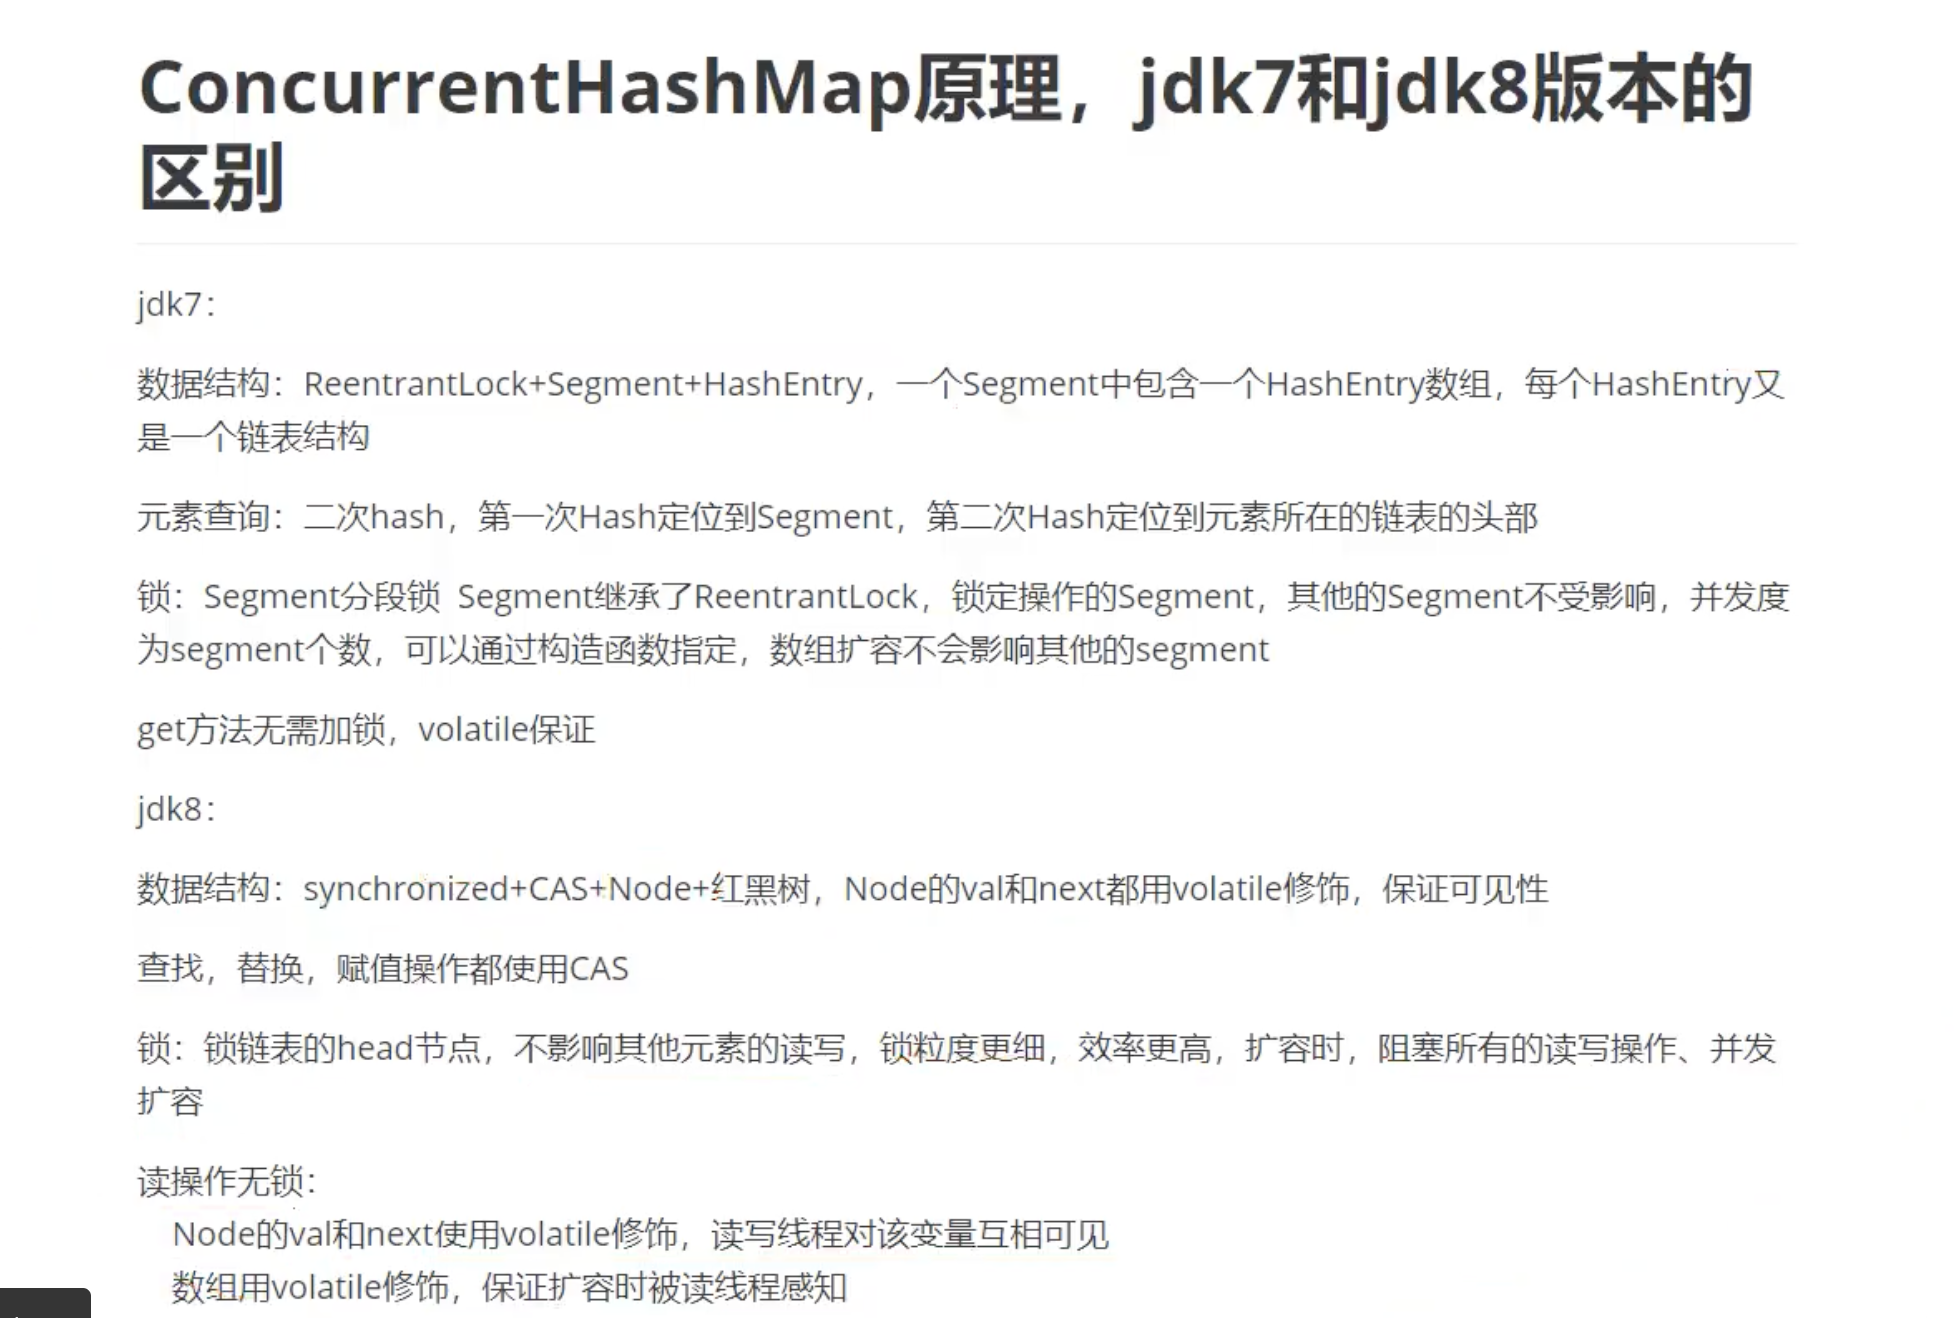 ConcurrentHashMap原理，jdk7和jdk8版本的
区别
jdk7：
数据结构：ReentrantLock+Segment+HashEntry，一个Segment中包含一个HashEntry数组，每个HashEntry又
是一个链表结构
元素查询：二次hash，第一次Hash定位到Segment，第二次Hash定位到元素所在的链表的头部
锁：Segment分段锁 Segment继承了ReentrantLock，锁定操作的Segment，其他的Segment不受影响，并发度
为segment个数，可以通过构造函数指定，数组扩容不会影响其他的segment
get方法无需加锁，volatile保证
jdk8：
数据结构：synchronized+CAS+Node+红黑树，Node的val和next都用volatile修饰，保证可见性
查找，替换，赋值操作都使用CAS
锁：锁链表的head节点，不影响其他元素的读写，锁粒度更细，效率更高，扩容时，阻塞所有的读写操作、并发
扩容
读操作无锁：
Node的val和next使用volatile修饰，读写线程对该变量互相可见
数组用volatile修饰，保证扩容时被读线程感知